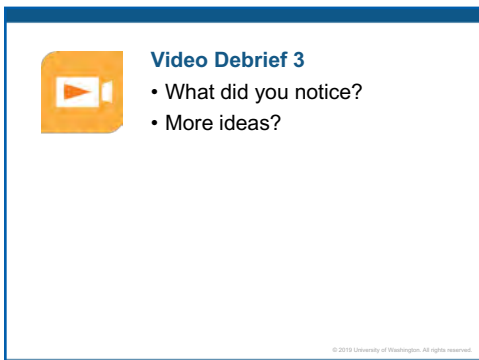 Video Debrief 3
• What did you notice?
• More ideas?
© 2019 University of Washington. All rights reserved.